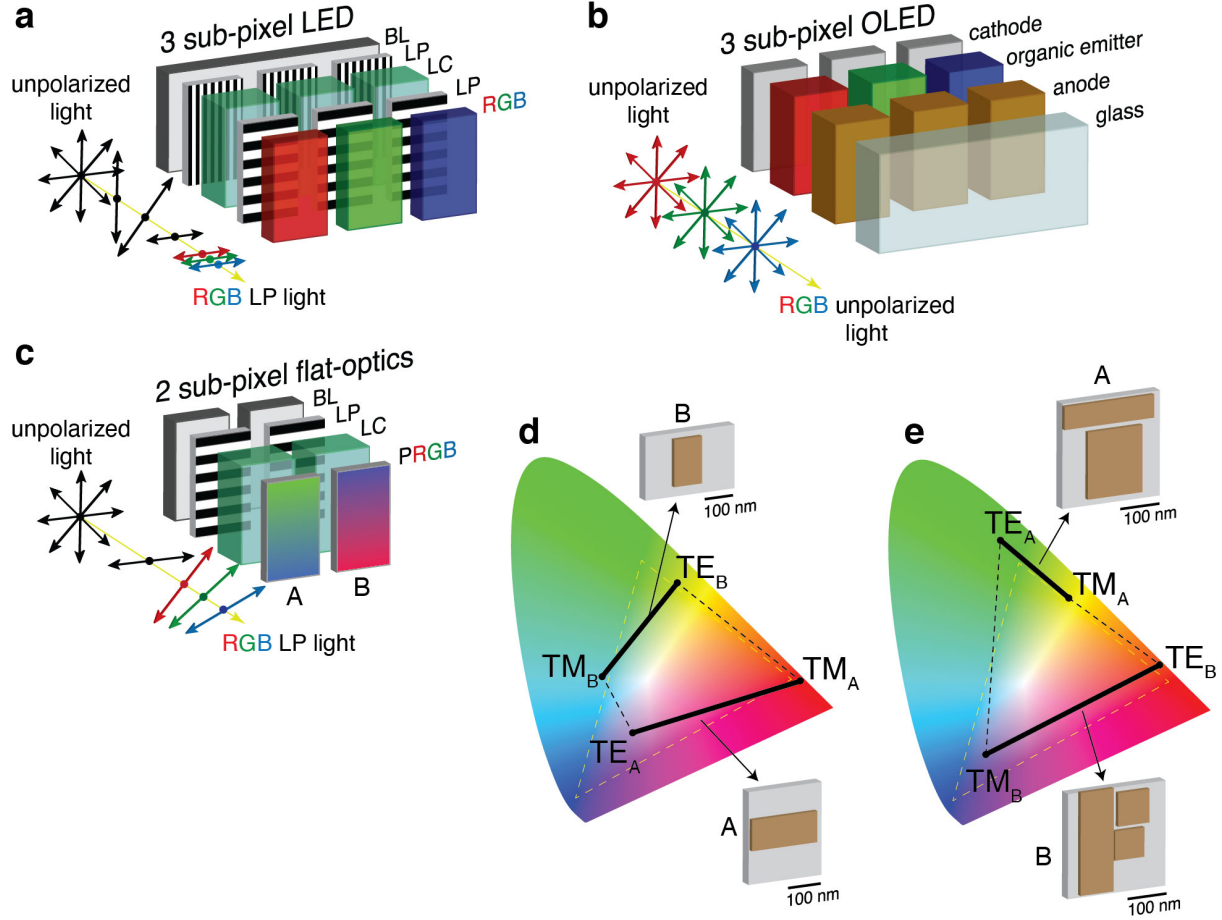 a
3 sub-pixel LED
BL
LP
LC
LP
RGB
unpolarized
light
RGB LP light
b
3 sub-pixel OLED
cathode
organic emitter
anode
glass
unpolarized
light
RGB unpolarized
light
c
2 sub-pixel flat-optics
BL
LP
LC
PRGB
unpolarized
light
A
B
RGB LP light
d
B
100 nm
TE_B
TM_B
TM_A
TE_A
A
100 nm
e
A
100 nm
TE_A
TM_A
TE_B
TM_B
B
100 nm